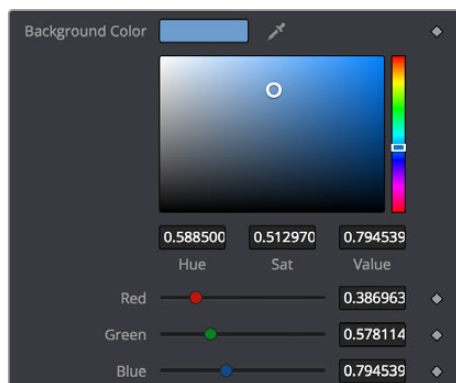 Background Color
0.588500 0.512970 0.794539
Hue Sat Value
Red 0.386963
Green 0.578114
Blue 0.794539